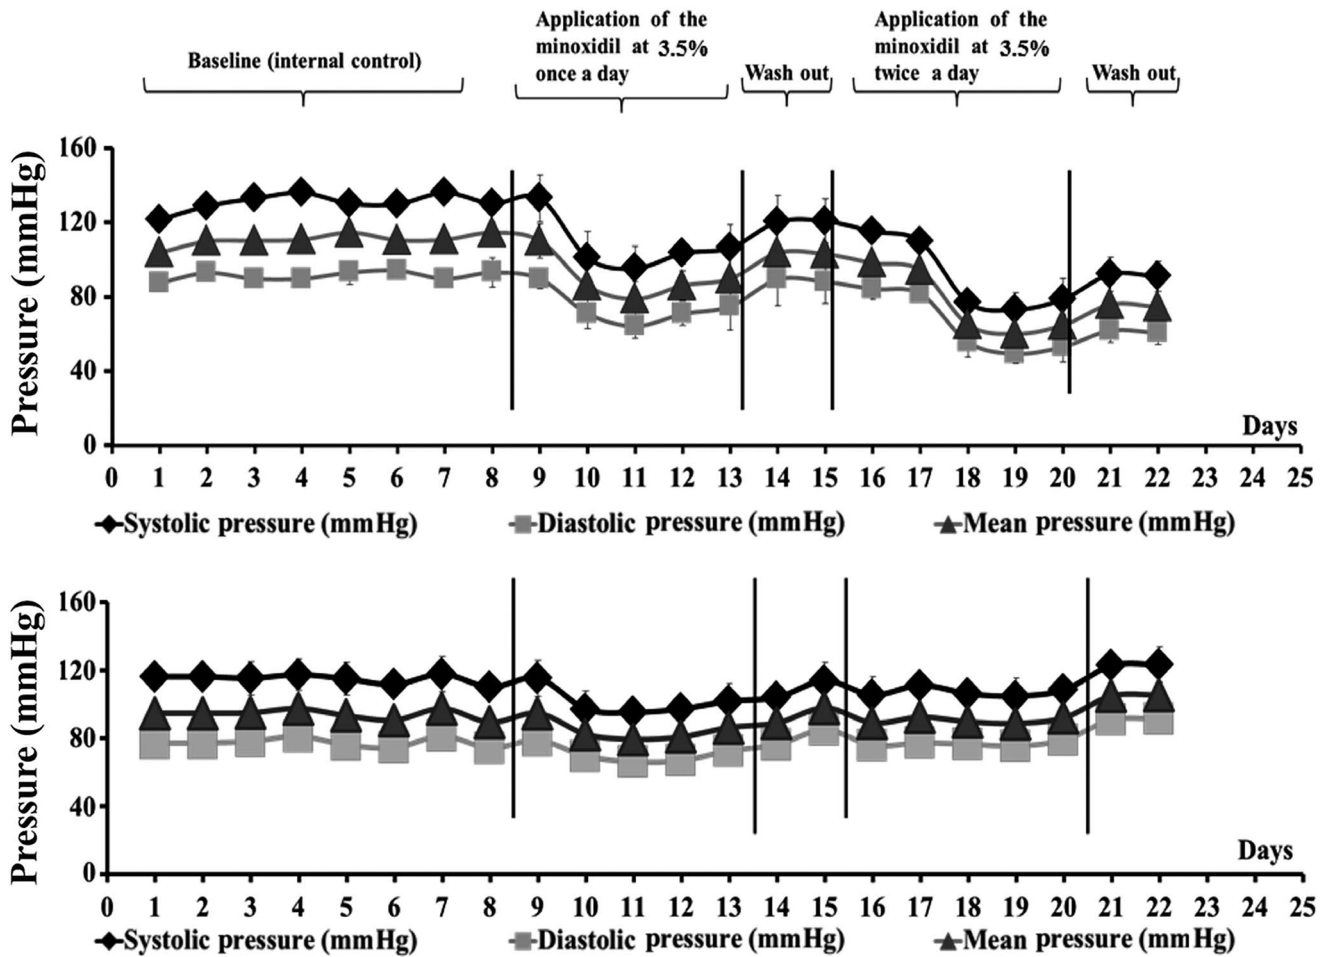 Baseline (internal control)
Application of the
minoxidil at 3.5%
once a day
Wash out
Application of the
minoxidil at 3.5%
twice a day
Wash out
Pressure (mmHg)
160
120
80
40
0
Days
0 1 2 3 4 5 6 7 8 9 10 11 12 13 14 15 16 17 18 19 20 21 22 23 24 25
Systolic pressure (mmHg) Diastolic pressure (mmHg) Mean pressure (mmHg)
Pressure (mmHg)
160
120
80
40
0
Days
0 1 2 3 4 5 6 7 8 9 10 11 12 13 14 15 16 17 18 19 20 21 22 23 24 25
Systolic pressure (mmHg) Diastolic pressure (mmHg) Mean pressure (mmHg)